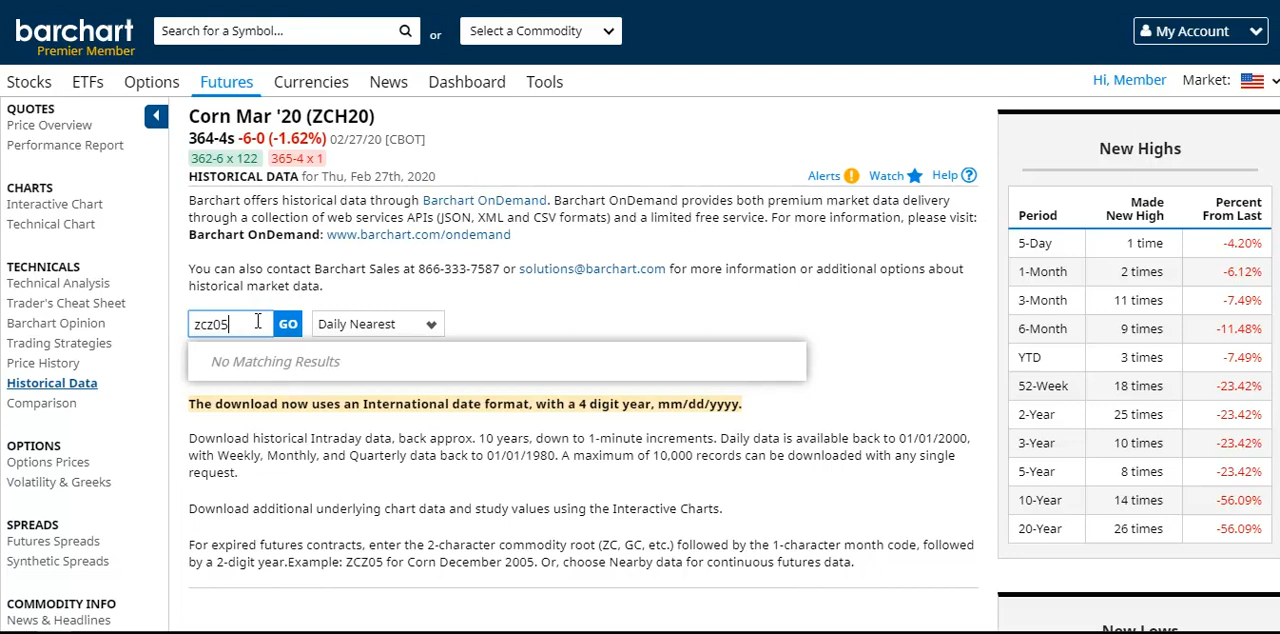 barchart
Premier Member
Search for a Symbol...
or
Select a Commodity
My Account
Stocks ETFs Options Futures Currencies News Dashboard Tools
Hi, Member Market:
QUOTES
Price Overview
Performance Report
CHARTS
Interactive Chart
Technical Chart
TECHNICALS
Technical Analysis
Trader's Cheat Sheet
Barchart Opinion
Trading Strategies
Price History
Historical Data
Comparison
OPTIONS
Options Prices
Volatility & Greeks
SPREADS
Futures Spreads
Synthetic Spreads
COMMODITY INFO
News & Headlines
Corn Mar '20 (ZCH20)
364-4s -6-0 (-1.62%) 02/27/20 [CBOT]
362-6 x 122 365-4 x 1
HISTORICAL DATA for Thu, Feb 27th, 2020
Alerts Watch Help
Barchart offers historical data through Barchart OnDemand. Barchart OnDemand provides both premium market data delivery
through a collection of web services APIs (JSON, XML and CSV formats) and a limited free service. For more information, please visit:
Barchart OnDemand: www.barchart.com/ondemand
You can also contact Barchart Sales at 866-333-7587 or solutions@barchart.com for more information or additional options about
historical market data.
zcz05 GO Daily Nearest
No Matching Results
The download now uses an International date format, with a 4 digit year, mm/dd/yyyy.
Download historical Intraday data, back approx. 10 years, down to 1-minute increments. Daily data is available back to 01/01/2000,
with Weekly, Monthly, and Quarterly data back to 01/01/1980. A maximum of 10,000 records can be downloaded with any single
request.
Download additional underlying chart data and study values using the Interactive Charts.
For expired futures contracts, enter the 2-character commodity root (ZC, GC, etc.) followed by the 1-character month code, followed
by a 2-digit year.Example: ZCZ05 for Corn December 2005. Or, choose Nearby data for continuous futures data.
New Highs
Period Made New High Percent From Last
5-Day 1 time -4.20%
1-Month 2 times -6.12%
3-Month 11 times -7.49%
6-Month 9 times -11.48%
YTD 3 times -7.49%
52-Week 18 times -23.42%
2-Year 25 times -23.42%
3-Year 10 times -23.42%
5-Year 8 times -23.42%
10-Year 14 times -56.09%
20-Year 26 times -56.09%
New Lows